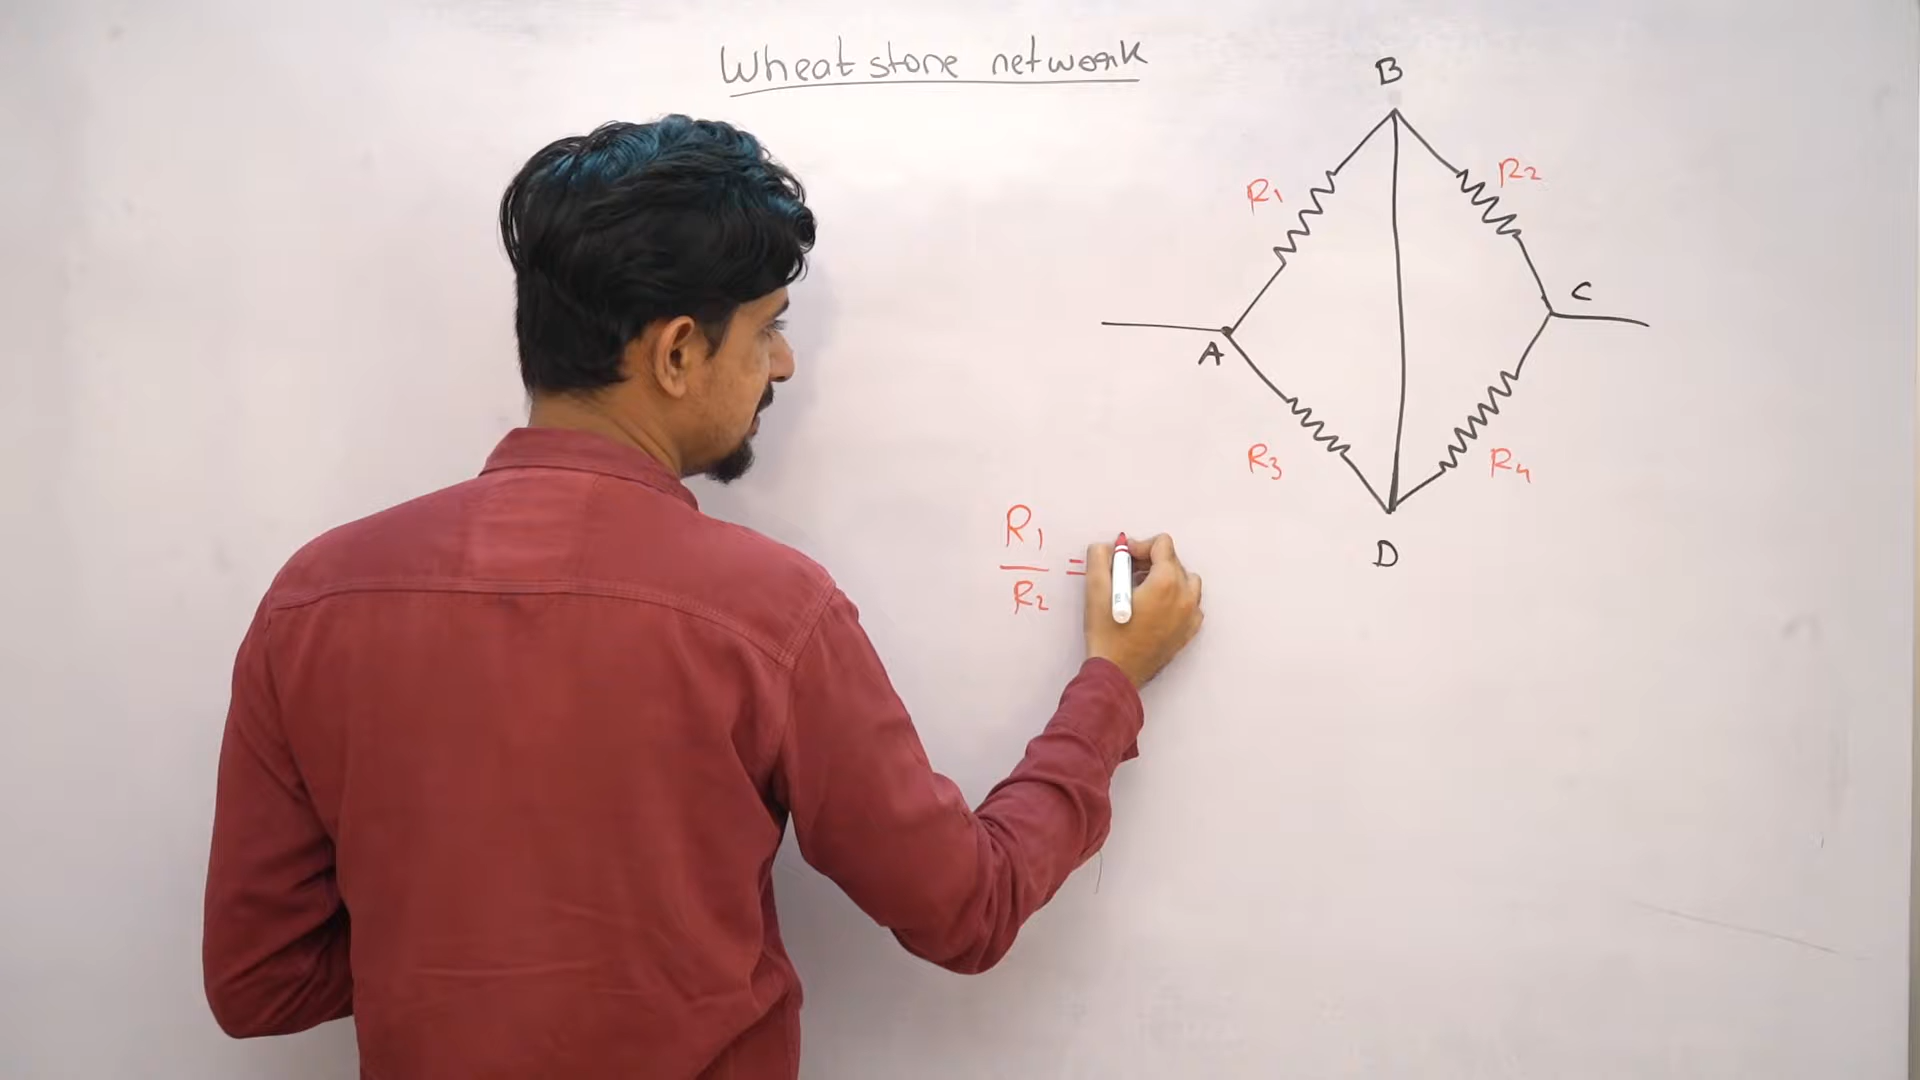 Wheatstone network
B
R1
R2
C
A
R3
R4
D
R1
R2
=